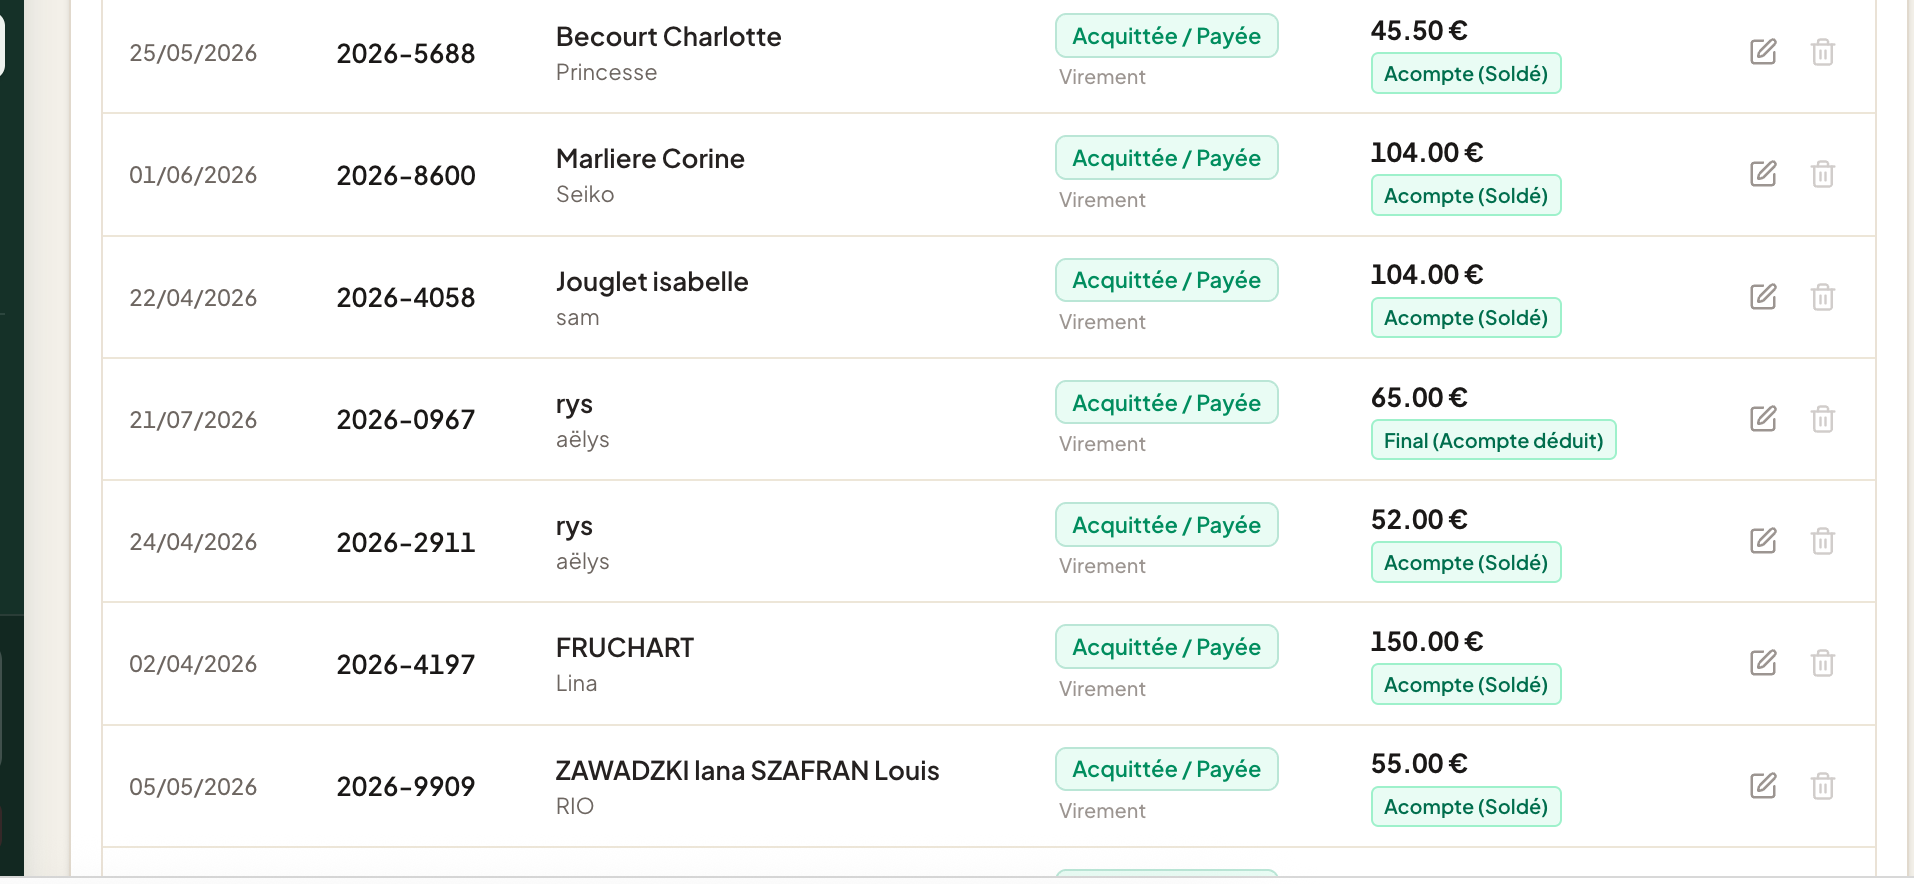 25/05/2026 2026-5688 Becourt Charlotte Acquittée / Payée 45.50 €
Princesse Virement Acompte (Soldé)
01/06/2026 2026-8600 Marliere Corine Acquittée / Payée 104.00 €
Seiko Virement Acompte (Soldé)
22/04/2026 2026-4058 Jouglet isabelle Acquittée / Payée 104.00 €
sam Virement Acompte (Soldé)
21/07/2026 2026-0967 rys Acquittée / Payée 65.00 €
aëlys Virement Final (Acompte déduit)
24/04/2026 2026-2911 rys Acquittée / Payée 52.00 €
aëlys Virement Acompte (Soldé)
02/04/2026 2026-4197 FRUCHART Acquittée / Payée 150.00 €
Lina Virement Acompte (Soldé)
05/05/2026 2026-9909 ZAWADZKI lana SZAFRAN Louis Acquittée / Payée 55.00 €
RIO Virement Acompte (Soldé)